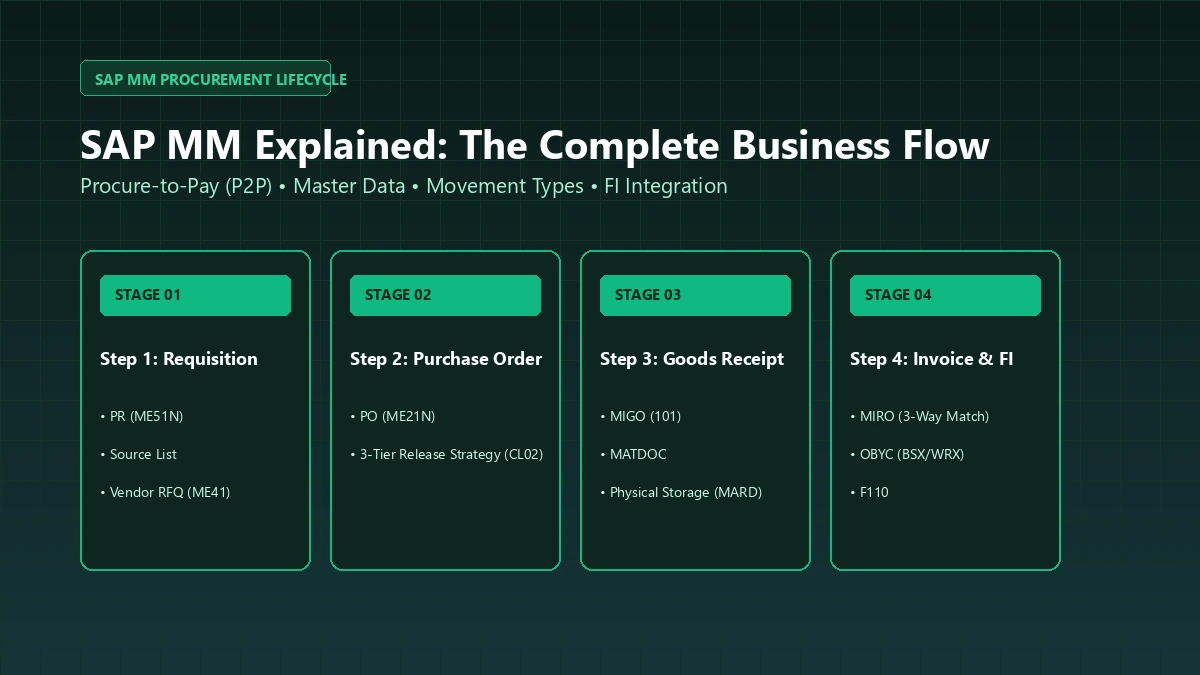 SAP MM PROCUREMENT LIFECYCLE
SAP MM Explained: The Complete Business Flow
Procure-to-Pay (P2P) • Master Data • Movement Types • FI Integration
STAGE 01
Step 1: Requisition
• PR (ME51N)
• Source List
• Vendor RFQ (ME41)
STAGE 02
Step 2: Purchase Order
• PO (ME21N)
• 3-Tier Release Strategy (CL02)
STAGE 03
Step 3: Goods Receipt
• MIGO (101)
• MATDOC
• Physical Storage (MARD)
STAGE 04
Step 4: Invoice & FI
• MIRO (3-Way Match)
• OBYC (BSX/WRX)
• F110